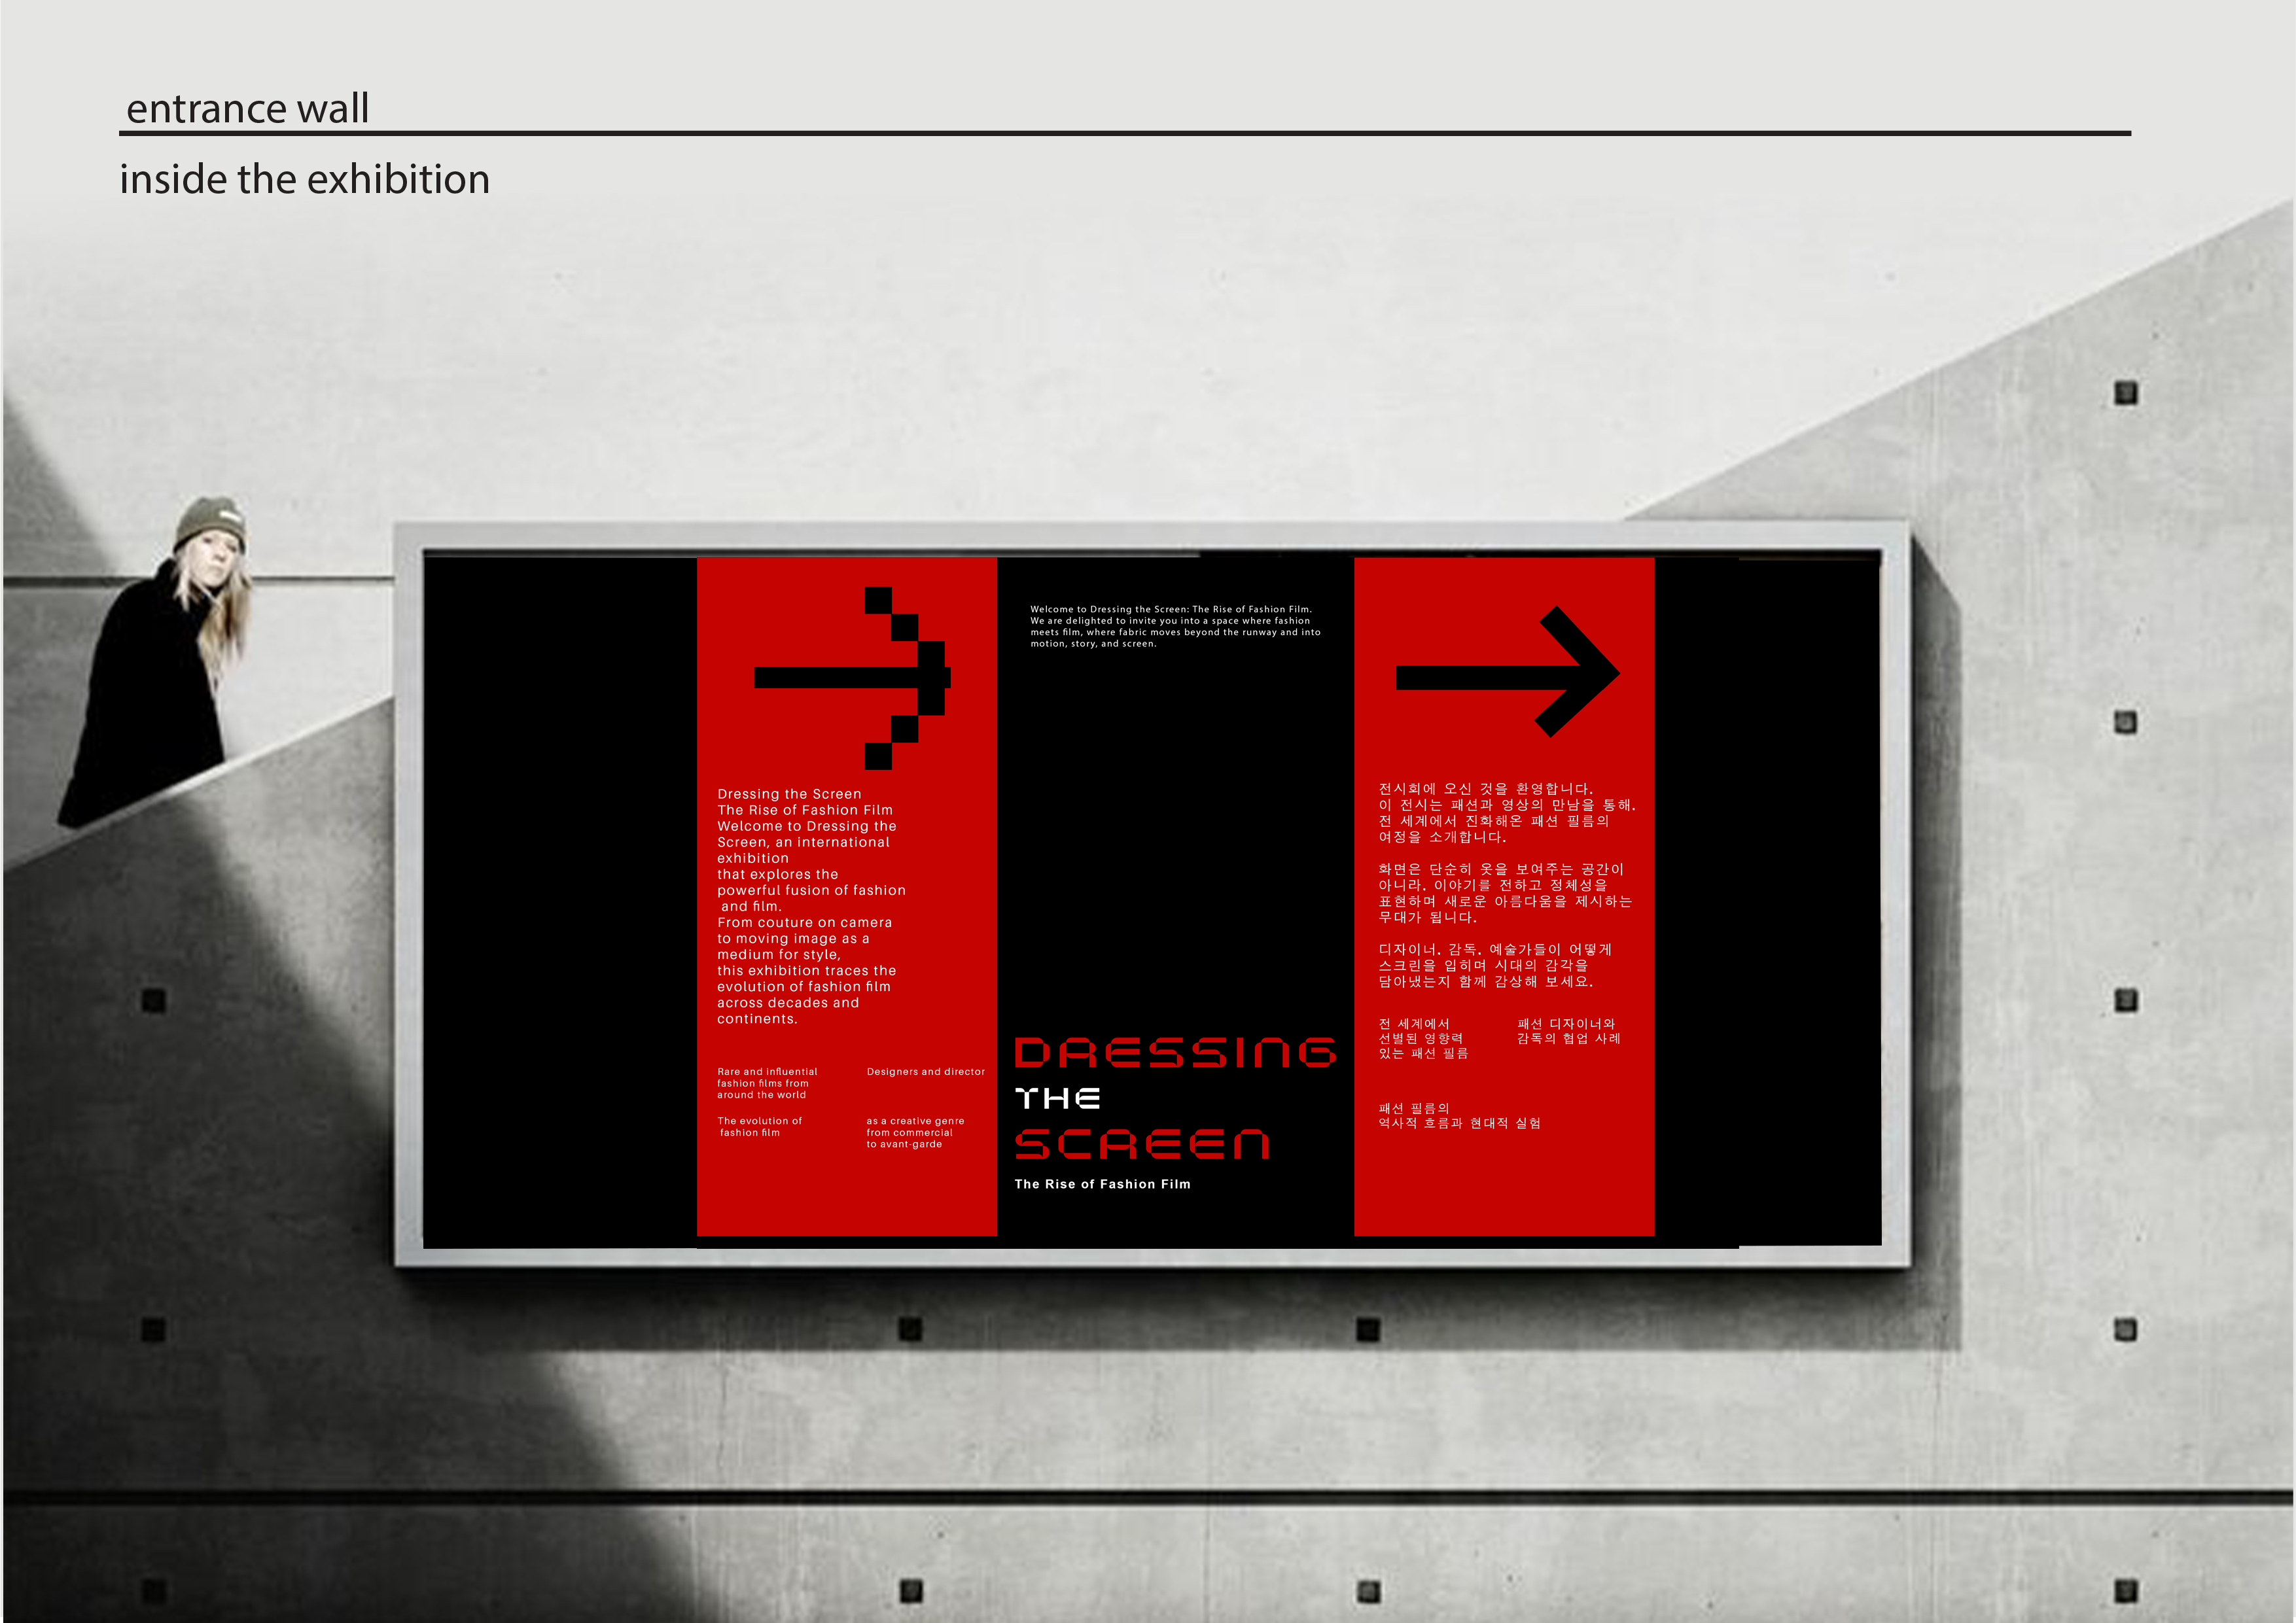 entrance wall
inside the exhibition
Dressing the Screen
The Rise of Fashion Film
Welcome to Dressing the
Screen, an international
exhibition
that explores the
powerful fusion of fashion
and film.
From couture on camera
to moving image as a
medium for style,
this exhibition traces the
evolution of fashion film
across decades and
continents.
Rare and influential
fashion films from
around the world
Designers and director
The evolution of
fashion film
as a creative genre
from commercial
to avant-garde
Welcome to Dressing the Screen: The Rise of Fashion Film.
We are delighted to invite you into a space where fashion
meets film, where fabric moves beyond the runway and into
motion, story, and screen.
DRESSING
THE
SCREEN
The Rise of Fashion Film
전시회에 오신 것을 환영합니다.
이 전시는 패션과 영상의 만남을 통해,
전 세계에서 진화해온 패션 필름의
여정을 소개합니다.
화면은 단순히 옷을 보여주는 공간이
아니라, 이야기를 전하고 정체성을
표현하며 새로운 아름다움을 제시하는
무대가 됩니다.
디자이너, 감독, 예술가들이 어떻게
스크린을 입히며 시대의 감각을
담아냈는지 함께 감상해 보세요.
전 세계에서
선별된 영향력
있는 패션 필름
패션 디자이너와
감독의 협업 사례
패션 필름의
역사적 흐름과 현대적 실험